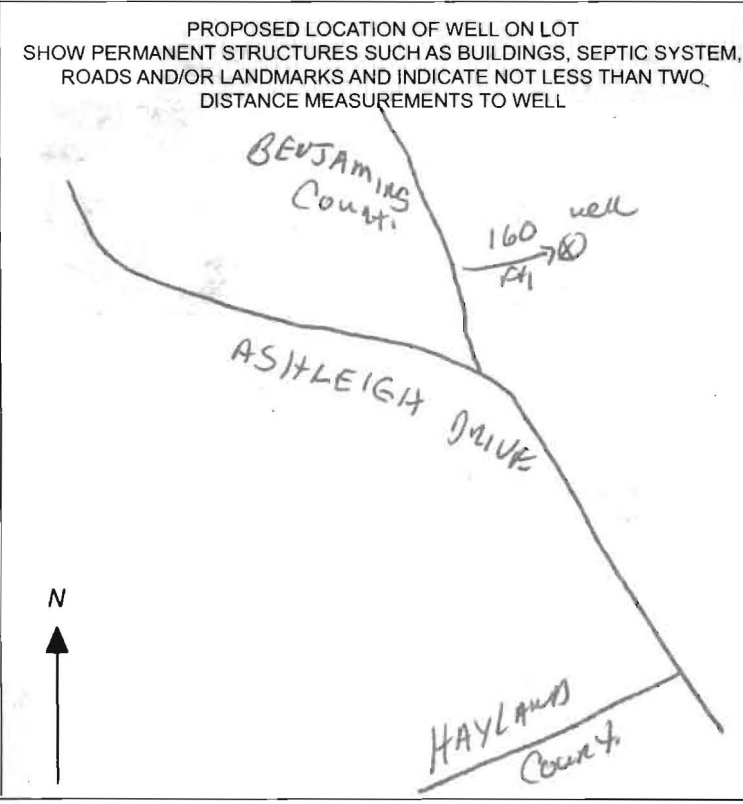 PROPOSED LOCATION OF WELL ON LOT
SHOW PERMANENT STRUCTURES SUCH AS BUILDINGS, SEPTIC SYSTEM,
ROADS AND/OR LANDMARKS AND INDICATE NOT LESS THAN TWO
DISTANCE MEASUREMENTS TO WELL
BENJAMINS
Court.
160
Ft
well
ASHLEIGH DRIVE
N
HAYLAND
Court.